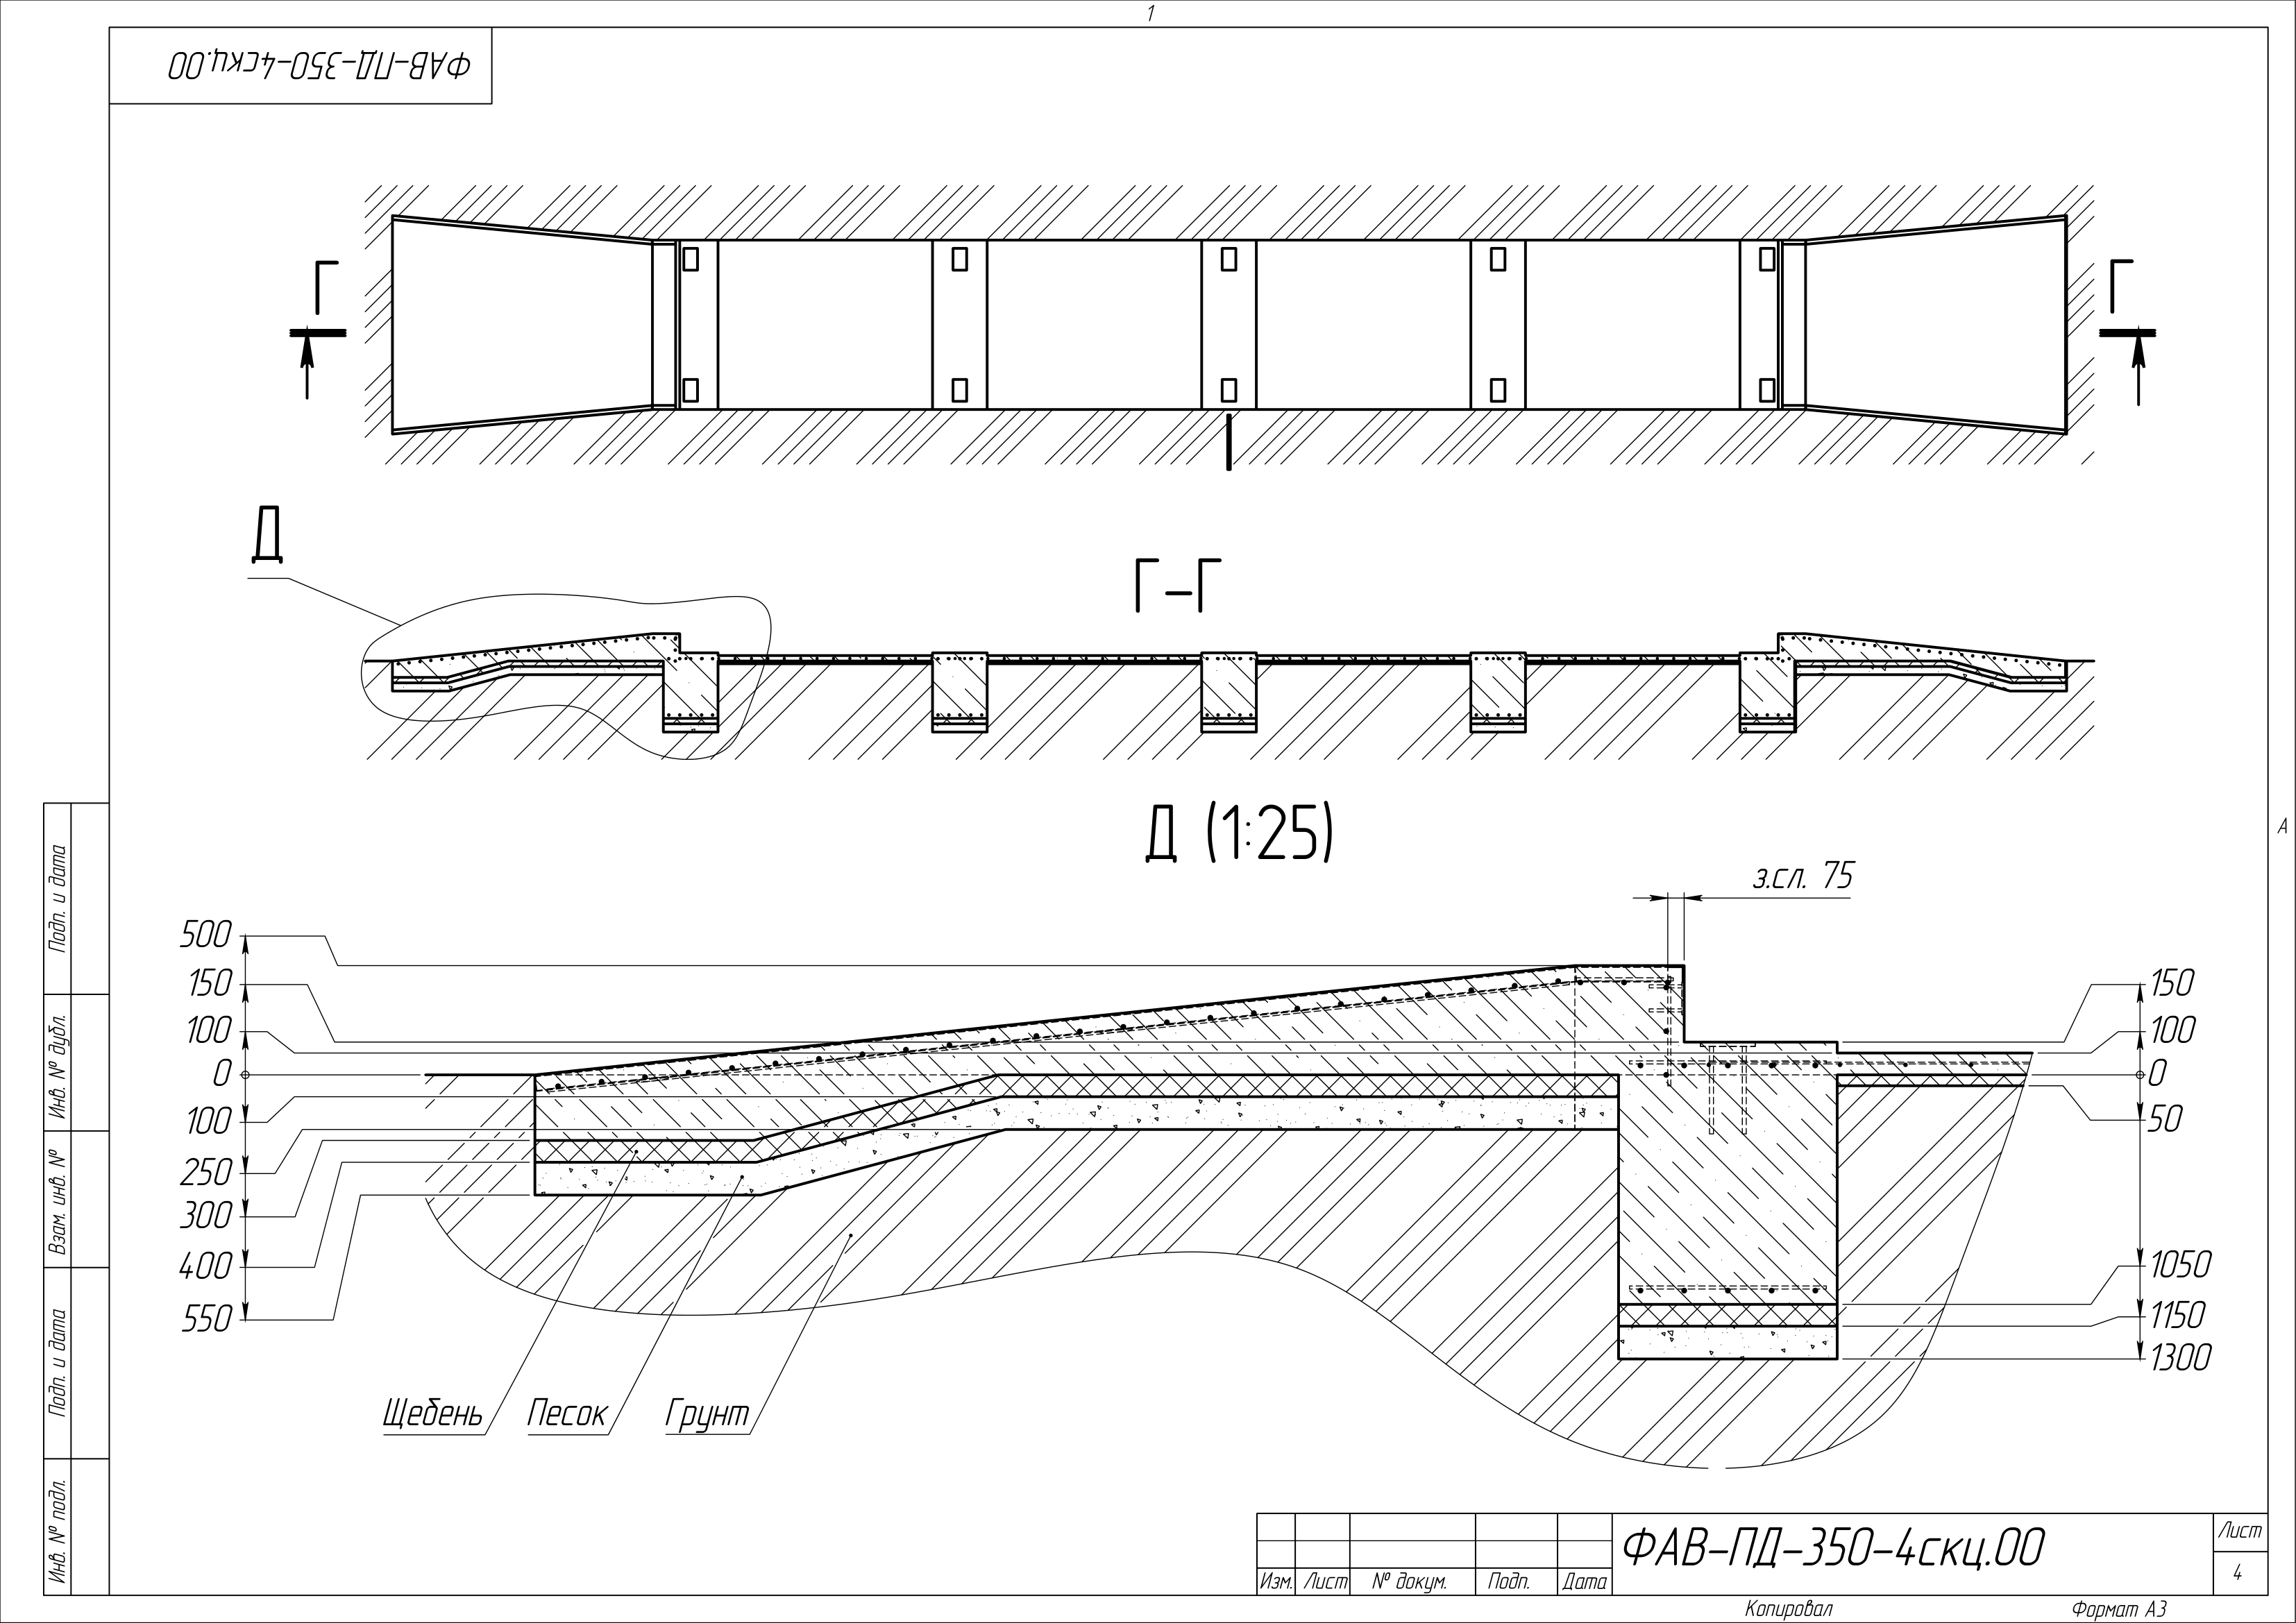 1
ФАВ-ПД-350-4скц.00
Г
Г
Д
Г-Г
Д (1:25)
А
з.сл. 75
500
150
100
0
100
250
300
400
550
150
100
0
50
1050
1150
1300
Щебень
Песок
Грунт
Подп. и дата
Инв. № дубл.
Взам. инв. №
Подп. и дата
Инв. № подл.
Изм. Лист № докум. Подп. Дата
ФАВ-ПД-350-4скц.00
Лист
4
Копировал
Формат А3